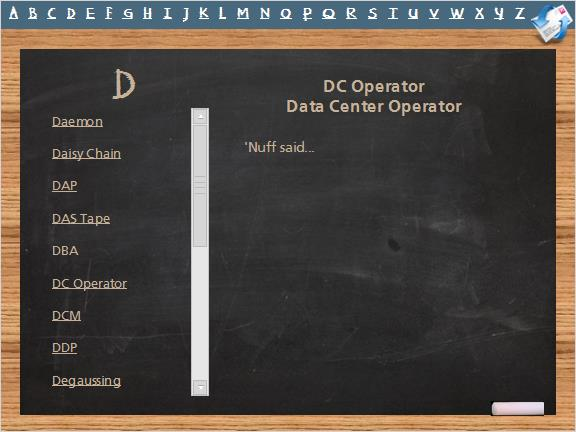 A B C D E F G H I J K L M N O P Q R S T U V W X Y Z
D
Daemon
Daisy Chain
DAP
DAS Tape
DBA
DC Operator
DCM
DDP
Degaussing
DC Operator
Data Center Operator
'Nuff said...